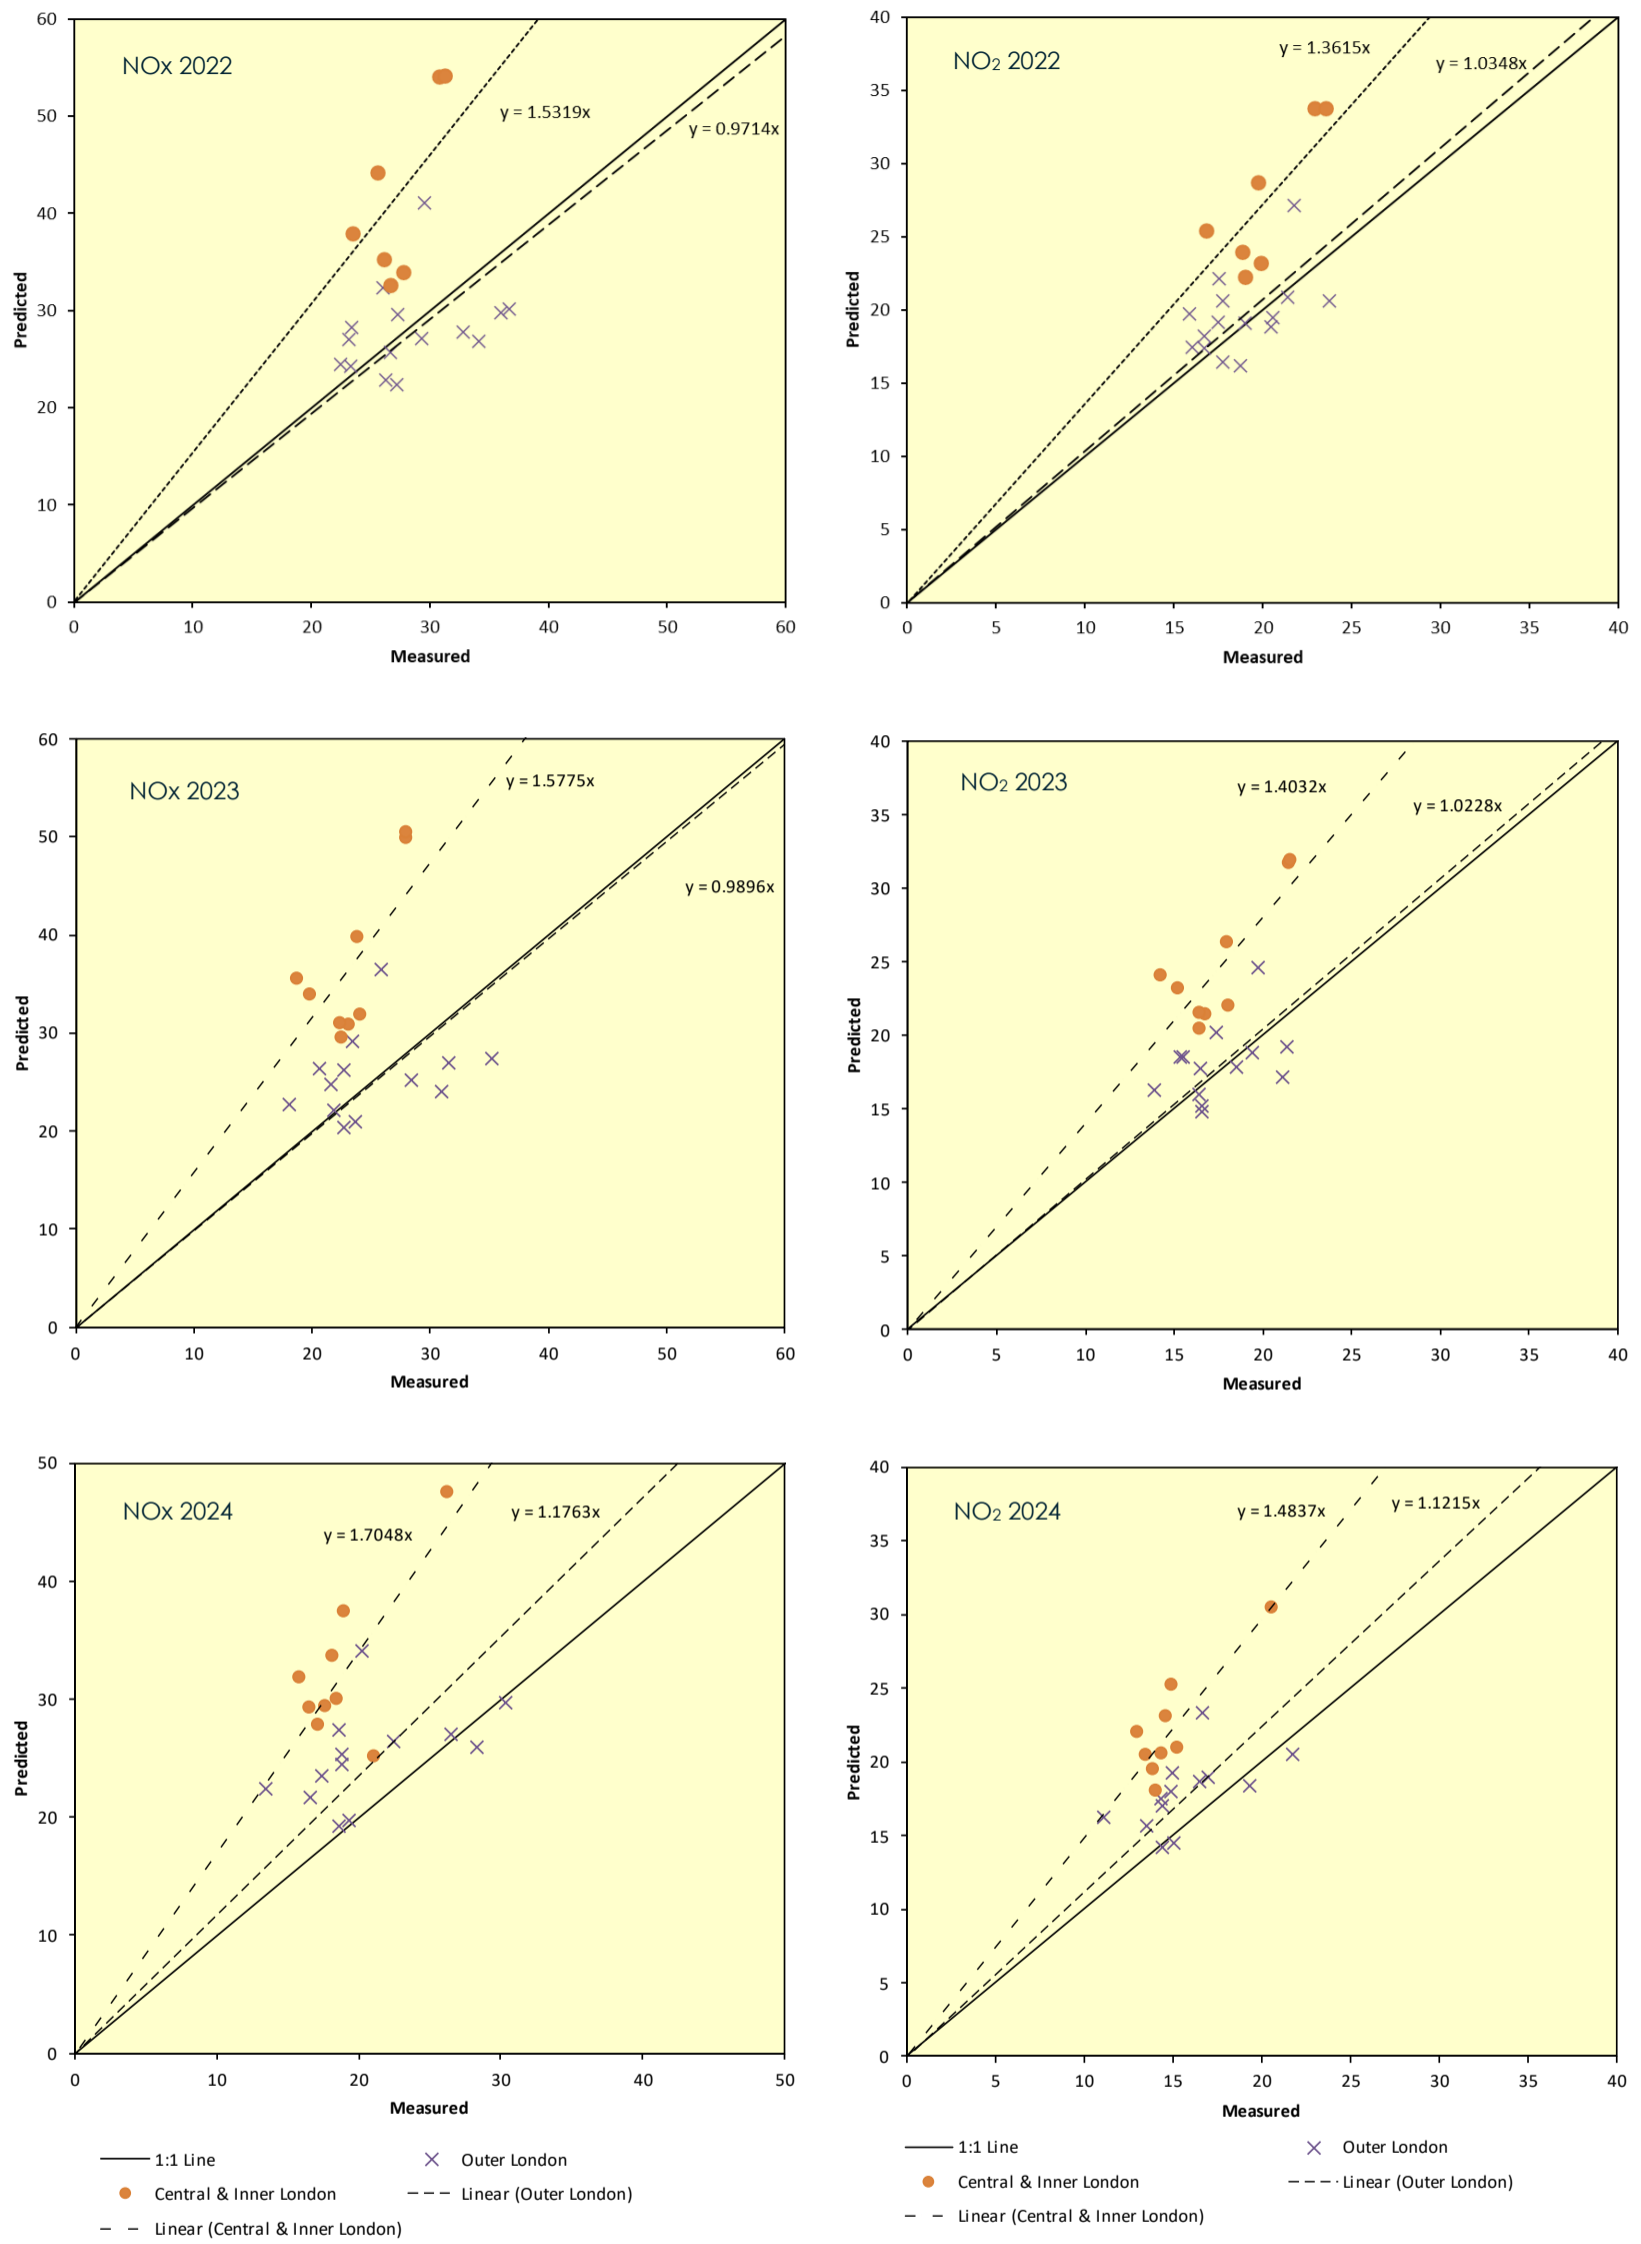 NOx 2022
y = 1.5319x
y = 0.9714x
60
50
40
30
20
10
0
0 10 20 30 40 50 60
Predicted
Measured
NO₂ 2022
y = 1.3615x
y = 1.0348x
40
35
30
25
20
15
10
5
0
0 5 10 15 20 25 30 35 40
Predicted
Measured
NOx 2023
y = 1.5775x
y = 0.9896x
60
50
40
30
20
10
0
0 10 20 30 40 50 60
Predicted
Measured
NO₂ 2023
y = 1.4032x
y = 1.0228x
40
35
30
25
20
15
10
5
0
0 5 10 15 20 25 30 35 40
Predicted
Measured
NOx 2024
y = 1.7048x
y = 1.1763x
50
40
30
20
10
0
0 10 20 30 40 50
Predicted
Measured
NO₂ 2024
y = 1.4837x
y = 1.1215x
40
35
30
25
20
15
10
5
0
0 5 10 15 20 25 30 35 40
Predicted
Measured
1:1 Line
Outer London
Central & Inner London
Linear (Outer London)
Linear (Central & Inner London)
1:1 Line
Outer London
Central & Inner London
Linear (Outer London)
Linear (Central & Inner London)